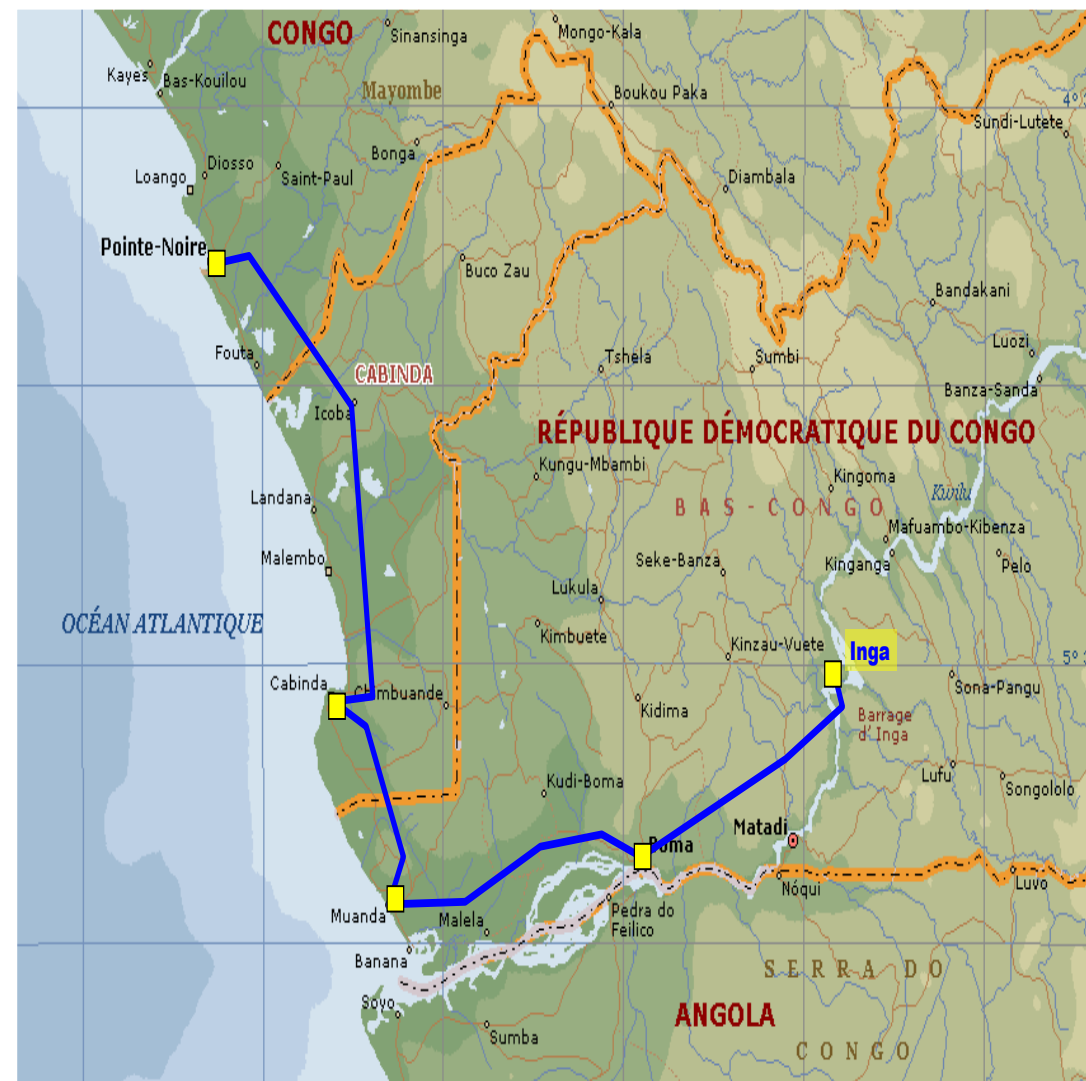 CONGO
Sinansinga
Mongo-Kala
Kayes
Bas-Kouilou
Mayombe
Boukou Paka
4°
Sundi-Lutete
Bonga
Diosso
Loango
Saint-Paul
Diambala
Pointe-Noire
Buco Zau
Bandakani
Fouta
Luozi
Tshela
Sumbi
CABINDA
Banza-Sanda
Icoba
RÉPUBLIQUE DÉMOCRATIQUE DU CONGO
Kungu-Mbambi
Kingoma
Landana
BAS-CONGO
Mafuambo-Kibenza
Malembo
Seke-Banza
Kinganga
Pelo
Lukula
OCÉAN ATLANTIQUE
Kimbuete
Kinzau-Vuete
Inga
5°
Cabinda
Chimbuande
Sona-Pangu
Kidima
Barrage
d'Inga
Kudi-Boma
Lufu
Songololo
Matadi
Boma
Nóqui
Luvo
Muanda
Malela
Pedra do
Feilico
Banana
SERRA DO
CONGO
Soyo
ANGOLA
Sumba